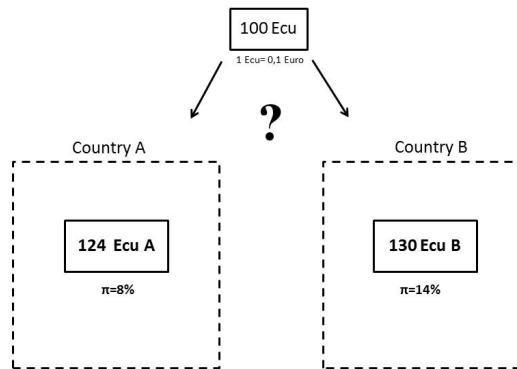 100 Ecu
1 Ecu= 0,1 Euro
?
Country A
Country B
124 Ecu A
130 Ecu B
π=8%
π=14%